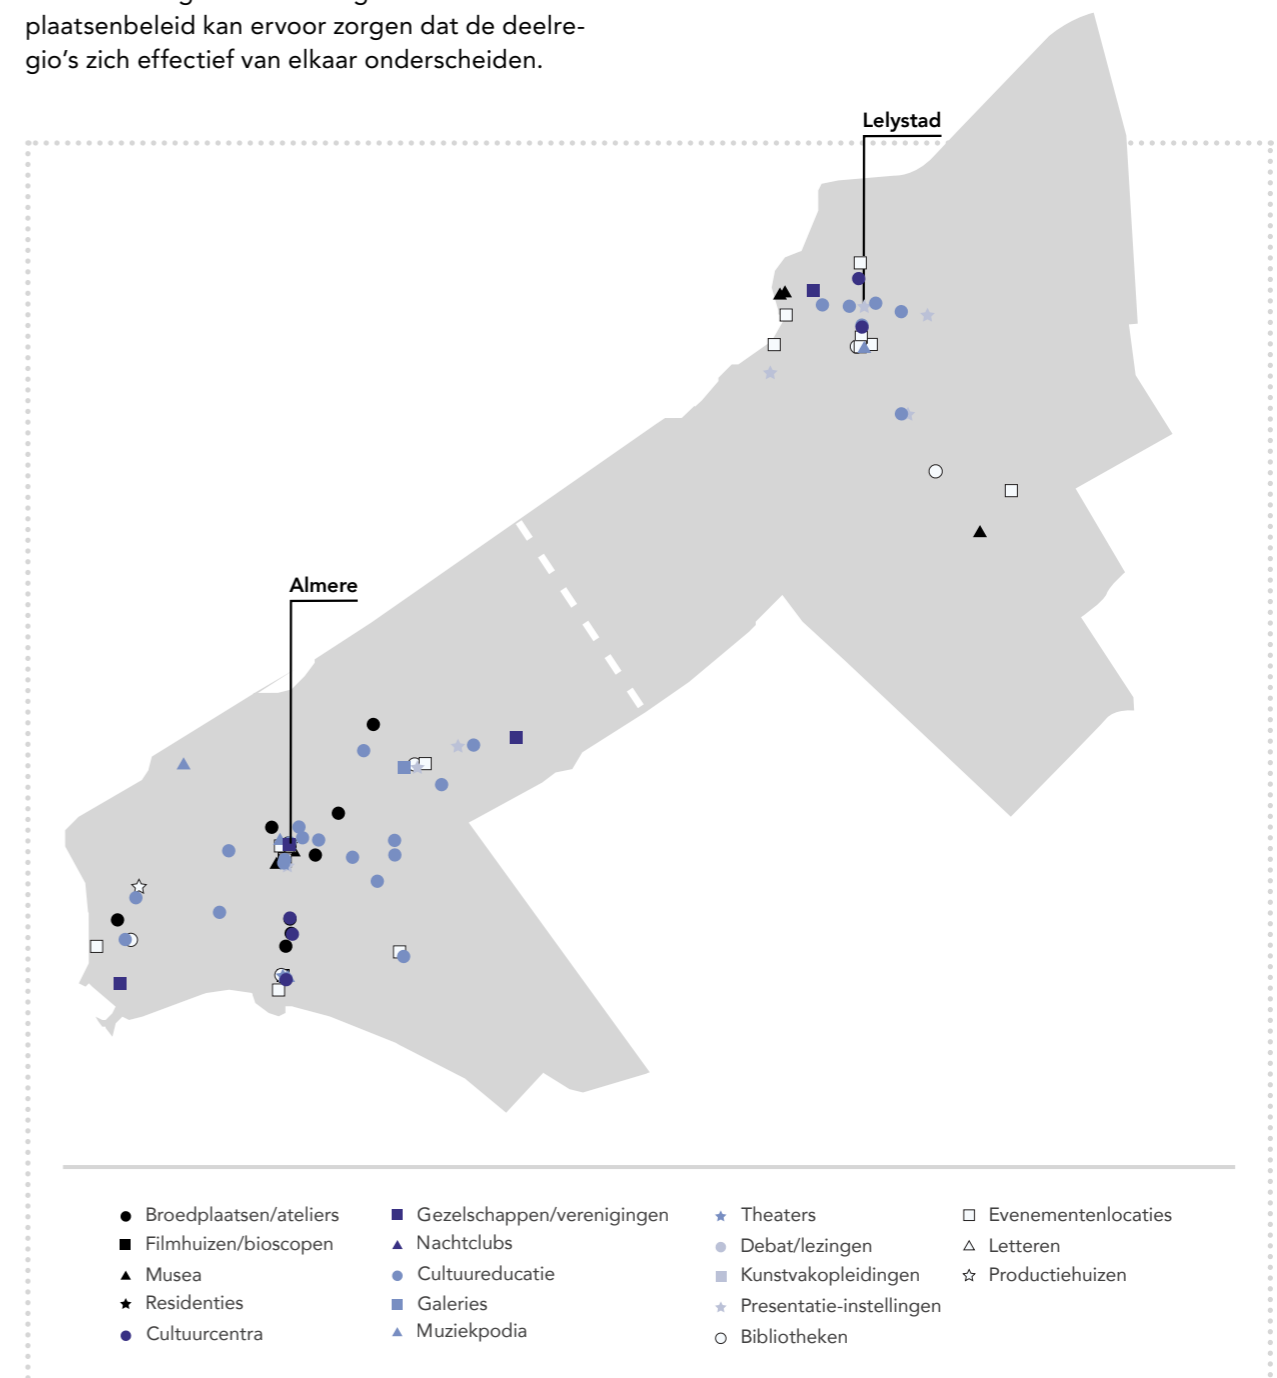 plaatsenbeleid kan ervoor zorgen dat de deelre-
gio's zich effectief van elkaar onderscheiden.
Lelystad
Almere
Broedplaatsen/ateliers
Filmhuizen/bioscopen
Musea
Residenties
Cultuurcentra
Gezelschappen/verenigingen
Nachtclubs
Cultuureducatie
Galeries
Muziekpodia
Theaters
Debat/lezingen
Kunstvakopleidingen
Presentatie-instellingen
Bibliotheken
Evenementenlocaties
Letteren
Productiehuizen